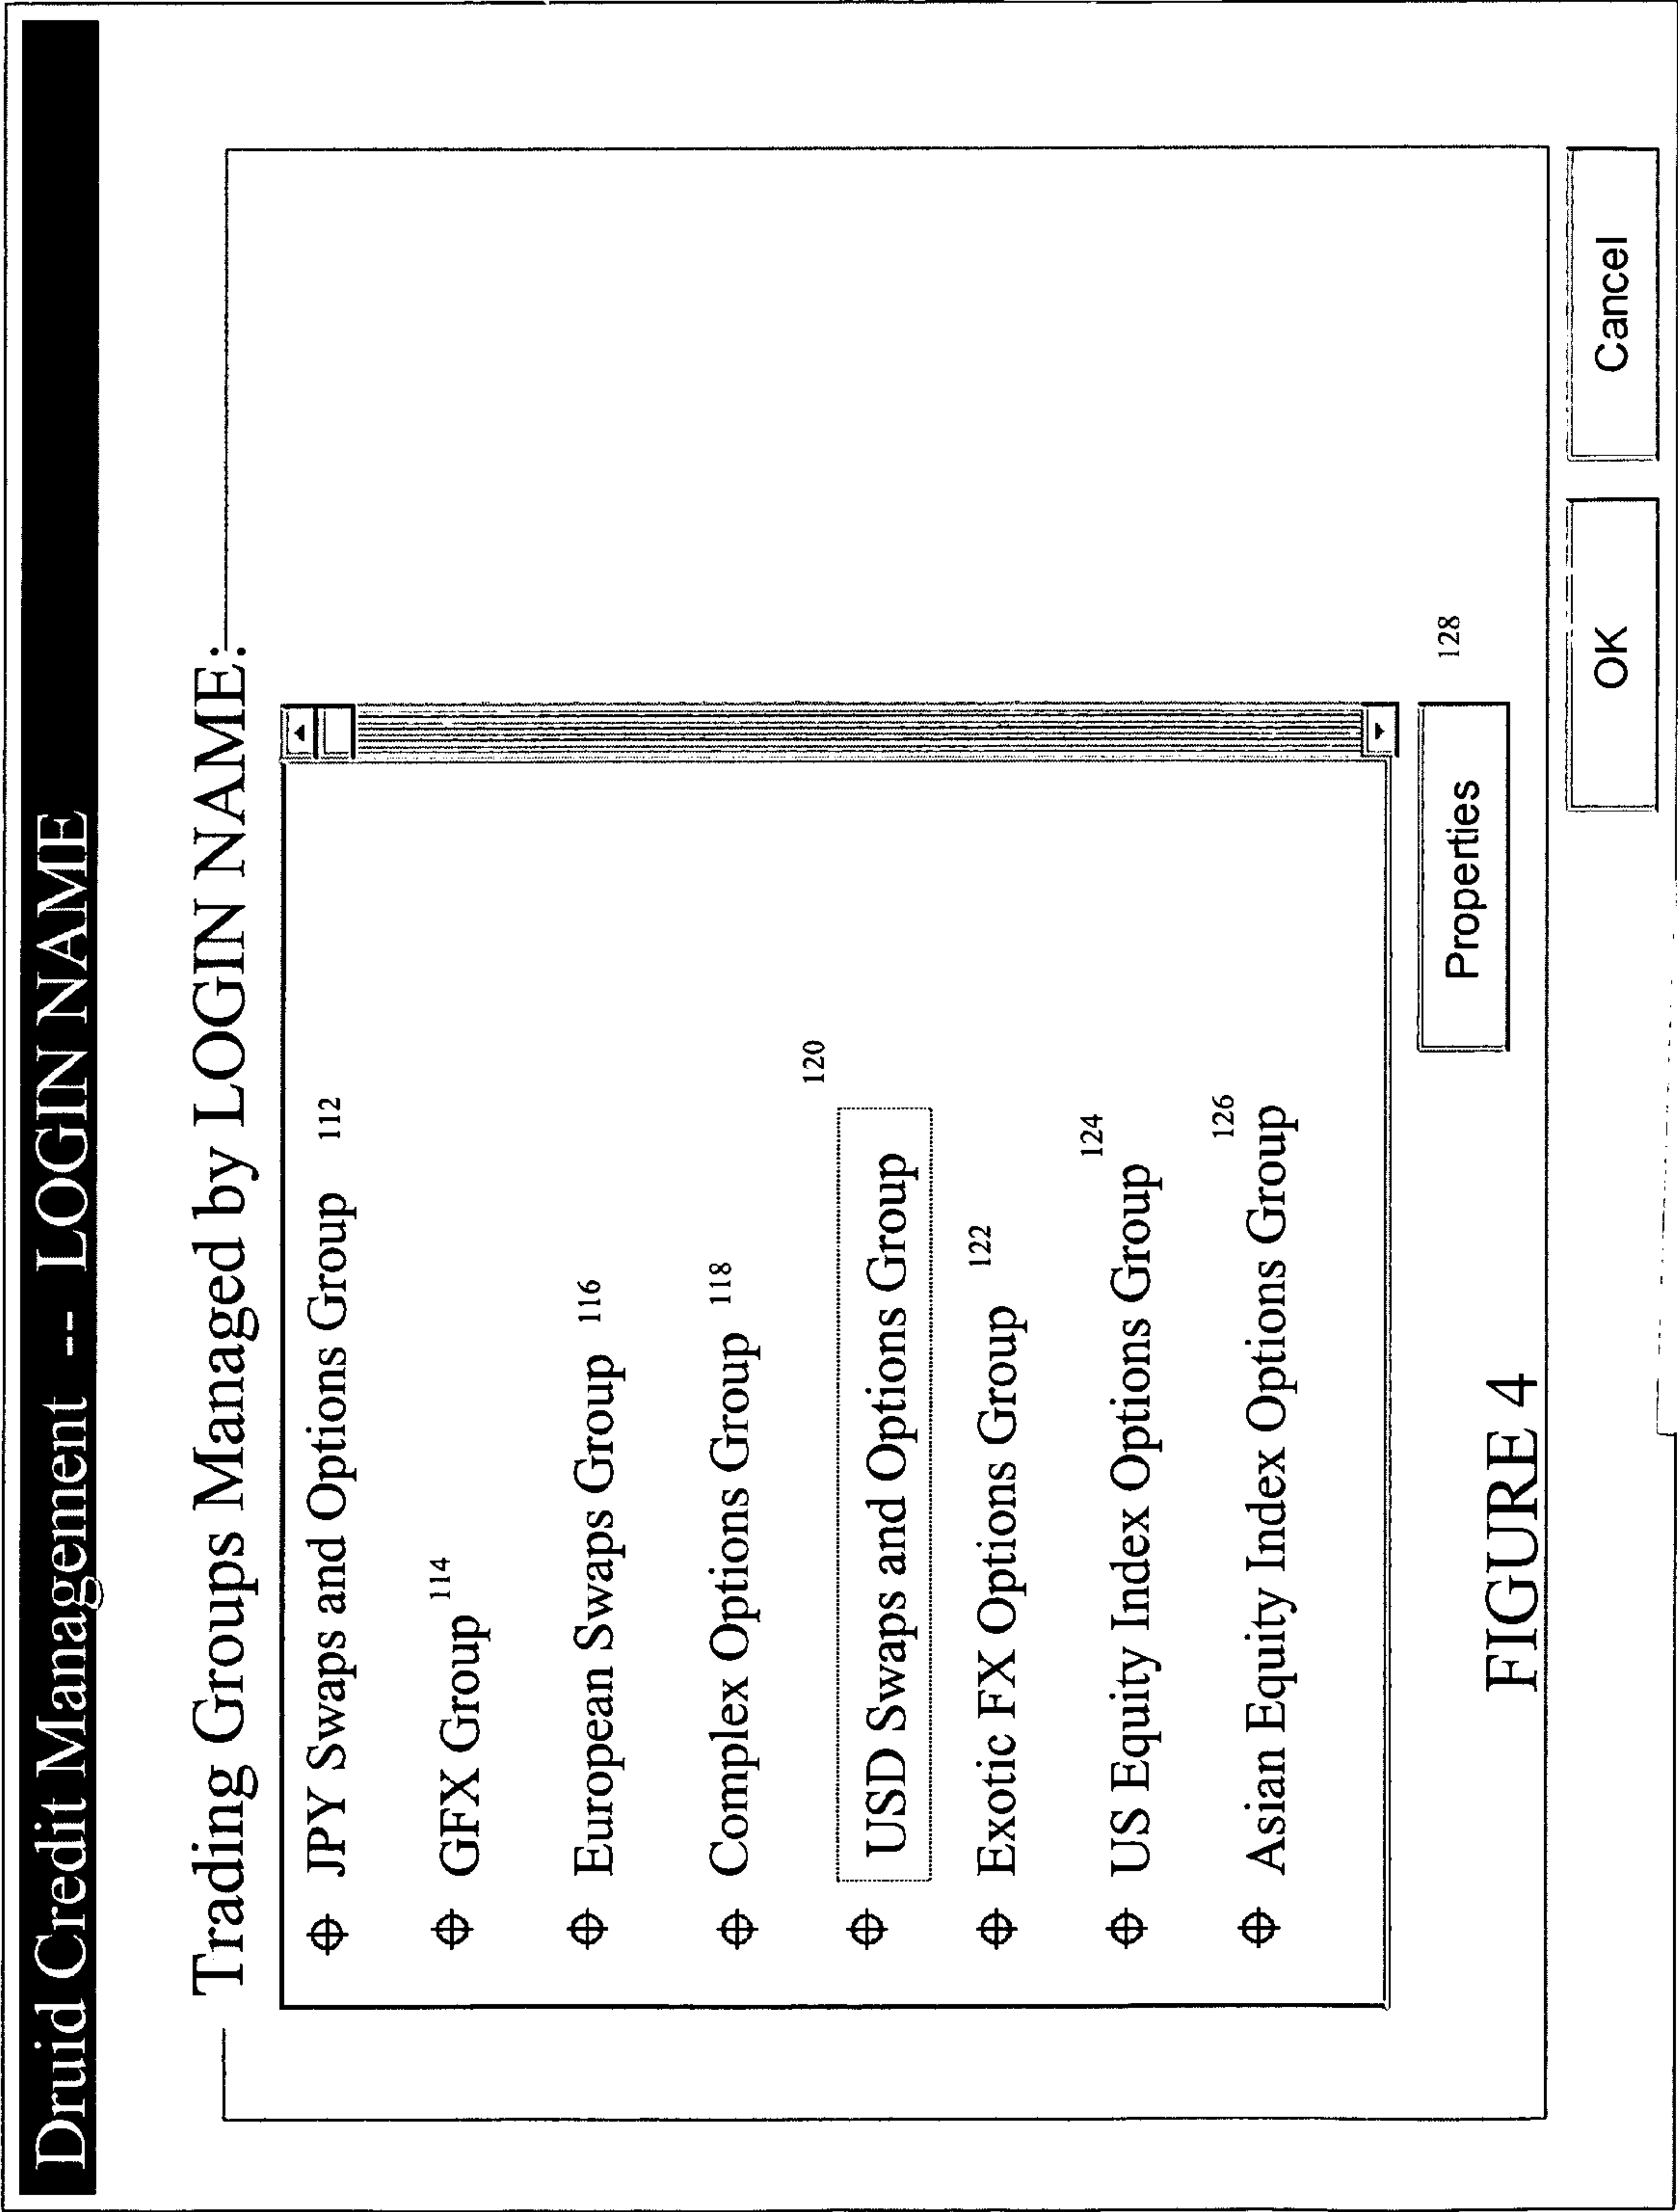 Druid Credit Management -- LOGIN NAME
Trading Groups Managed by LOGIN NAME:
JPY Swaps and Options Group 112
GFX Group 114
European Swaps Group 116
Complex Options Group 118
120
USD Swaps and Options Group
Exotic FX Options Group 122
US Equity Index Options Group 124
Asian Equity Index Options Group 126
Properties 128
FIGURE 4
OK Cancel